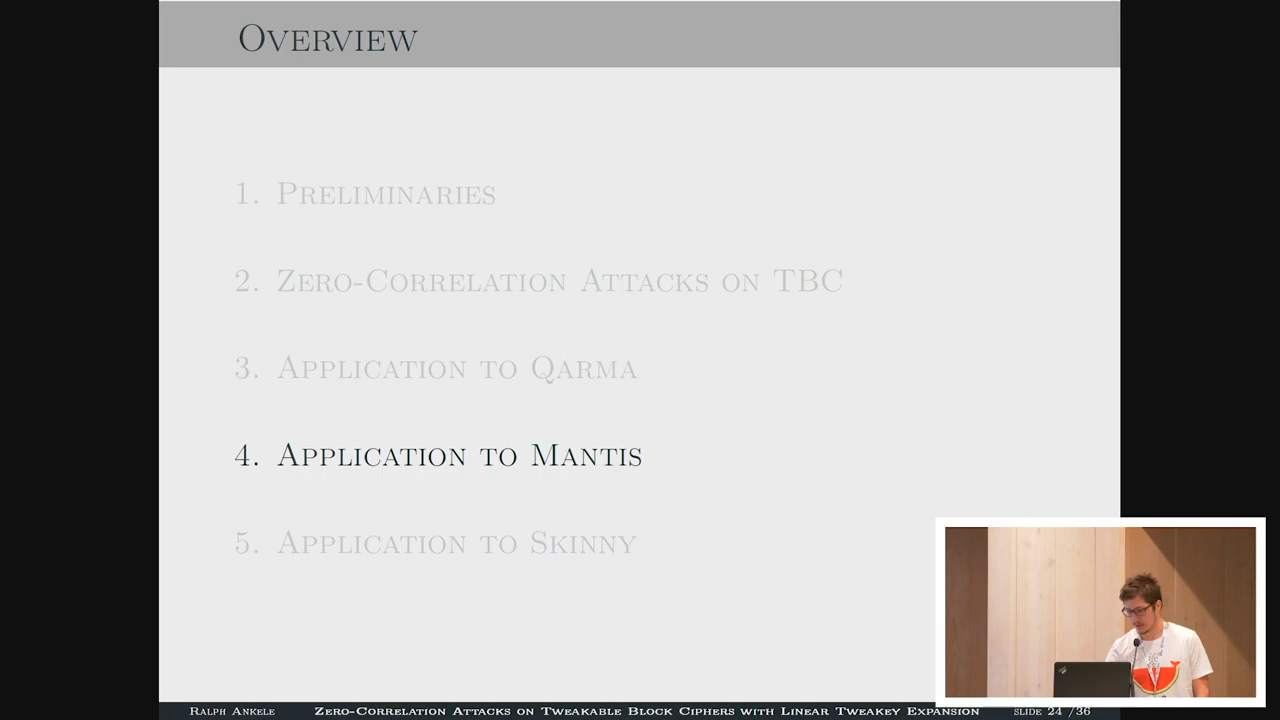 Overview
1. Preliminaries
2. Zero-Correlation Attacks on TBC
3. Application to Qarma
4. Application to Mantis
5. Application to Skinny
Ralph Ankele Zero-Correlation Attacks on Tweakable Block Ciphers with Linear Tweakey Expansion slide 24 /36